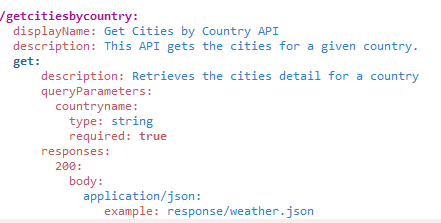 /getcitiesbycountry:
displayName: Get Cities by Country API
description: This API gets the cities for a given country.
get:
description: Retrieves the cities detail for a country
queryParameters:
countryname:
type: string
required: true
responses:
200:
body:
application/json:
example: response/weather.json